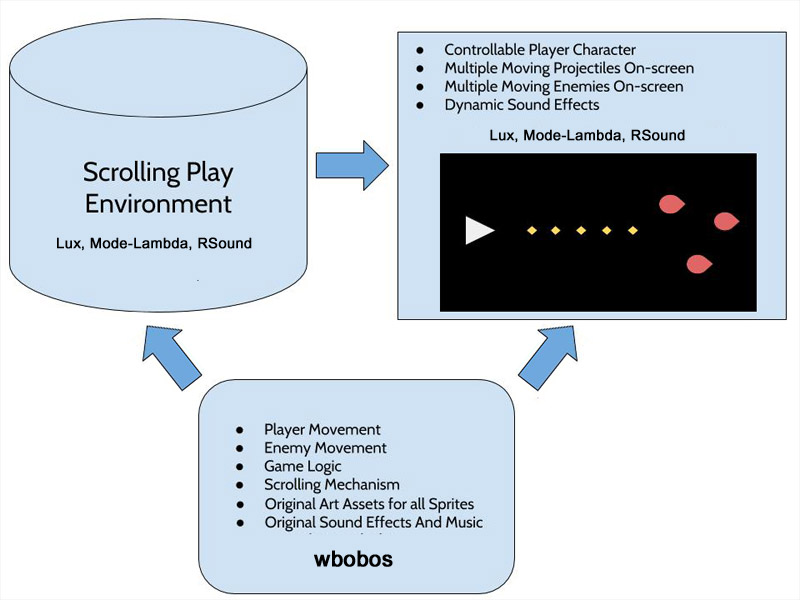 Scrolling Play
Environment
Lux, Mode-Lambda, RSound
● Controllable Player Character
● Multiple Moving Projectiles On-screen
● Multiple Moving Enemies On-screen
● Dynamic Sound Effects
Lux, Mode-Lambda, RSound
● Player Movement
● Enemy Movement
● Game Logic
● Scrolling Mechanism
● Original Art Assets for all Sprites
● Original Sound Effects And Music
wbobos